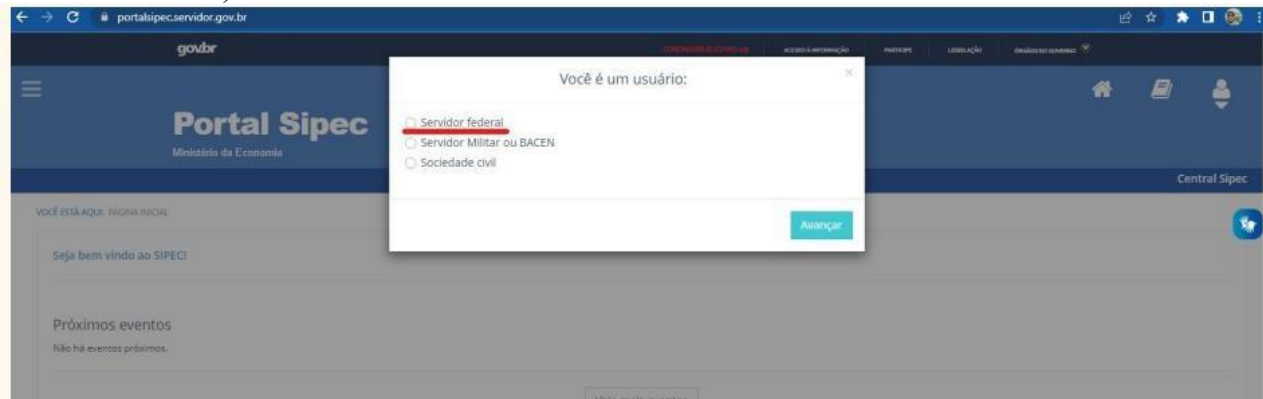 portalsipec.servidor.gov.br
govbr
ACESSO À INFORMAÇÃO PARTICIPE LEGISLAÇÃO ÓRGÃOS DO GOVERNO
Você é um usuário:
Portal Sipec
Ministério da Economia
Servidor federal
Servidor Militar ou BACEN
Sociedade civil
Central Sipec
VOCÊ ESTÁ AQUI: PÁGINA INICIAL
Avançar
Seja bem vindo ao SIPEC!
Próximos eventos
Não há eventos próximos.